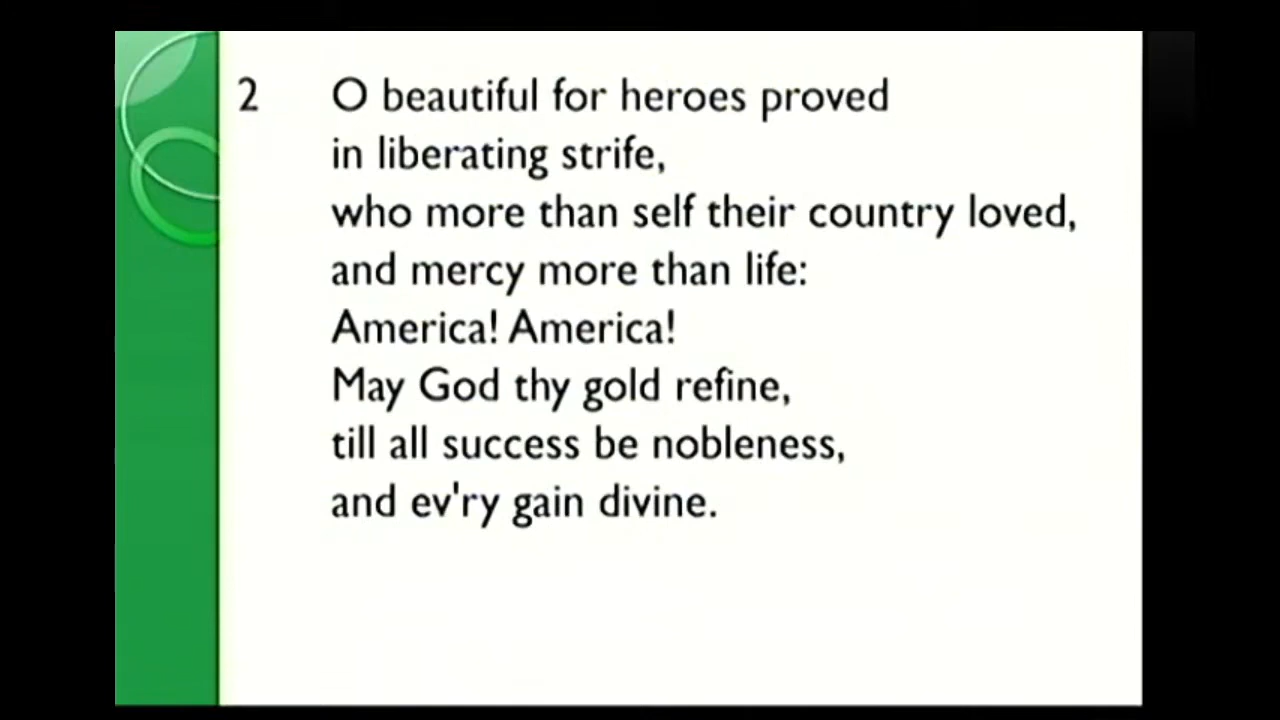 2 O beautiful for heroes proved
in liberating strife,
who more than self their country loved,
and mercy more than life:
America! America!
May God thy gold refine,
till all success be nobleness,
and ev'ry gain divine.